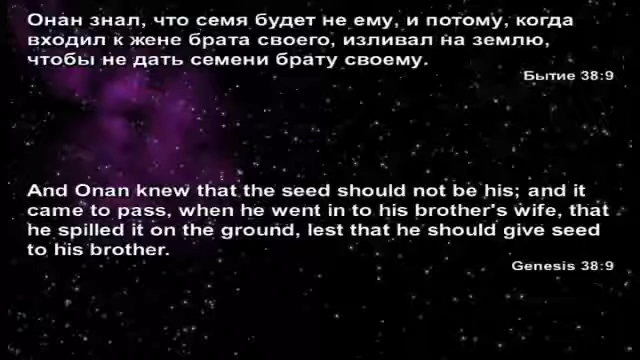 Онан знал, что семя будет не ему, и потому, когда
входил к жене брата своего, изливал на землю,
чтобы не дать семени брату своему.
Бытие 38:9
And Onan knew that the seed should not be his; and it
came to pass, when he went in to his brother's wife, that
he spilled it on the ground, lest that he should give seed
to his brother.
Genesis 38:9